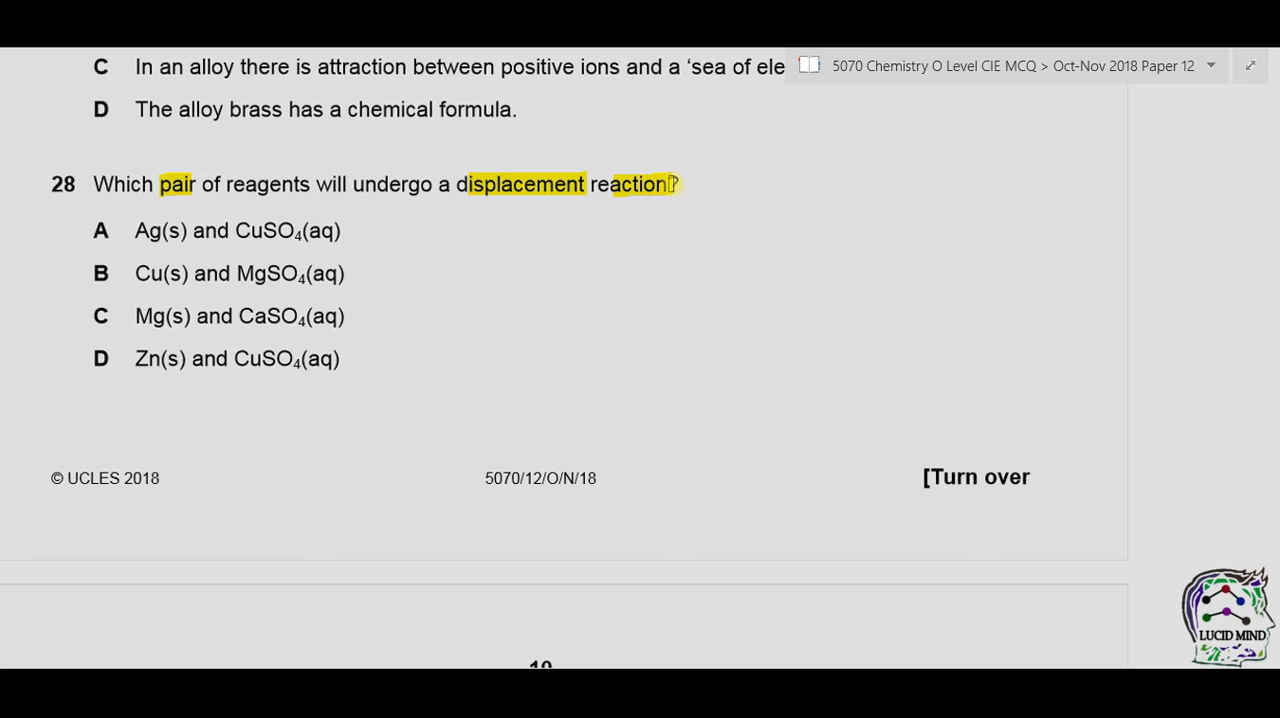 C In an alloy there is attraction between positive ions and a ‘sea of ele
5070 Chemistry O Level CIE MCQ > Oct-Nov 2018 Paper 12
D The alloy brass has a chemical formula.
28 Which pair of reagents will undergo a displacement reaction?
A Ag(s) and CuSO₄(aq)
B Cu(s) and MgSO₄(aq)
C Mg(s) and CaSO₄(aq)
D Zn(s) and CuSO₄(aq)
© UCLES 2018
5070/12/O/N/18
[Turn over
LUCID MIND
10